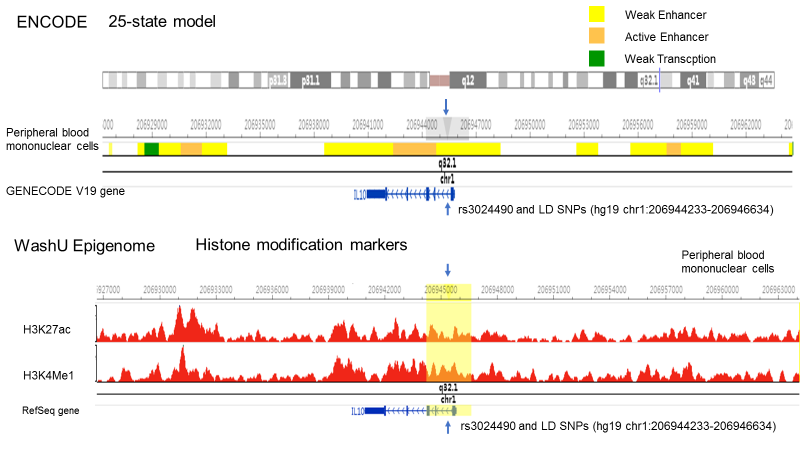 ENCODE 25-state model
Weak Enhancer
Active Enhancer
Weak Transcption
p31.3 p31.1 q12 q32.1 q41 q43 q44
206929000 206932000 206935000 206938000 206941000 206944000 206947000 206950000 206953000 206956000 206959000 206962000 20
Peripheral blood
mononuclear cells
q32.1
chr1
GENECODE V19 gene
IL10
rs3024490 and LD SNPs (hg19 chr1:206944233-206946634)
WashU Epigenome Histone modification markers
Peripheral blood
mononuclear cells
206930000 206933000 206936000 206939000 206942000 206945000 206948000 206951000 206954000 206957000 206960000 206963000
H3K27ac
H3K4Me1
q32.1
chr1
RefSeq gene
IL10
rs3024490 and LD SNPs (hg19 chr1:206944233-206946634)